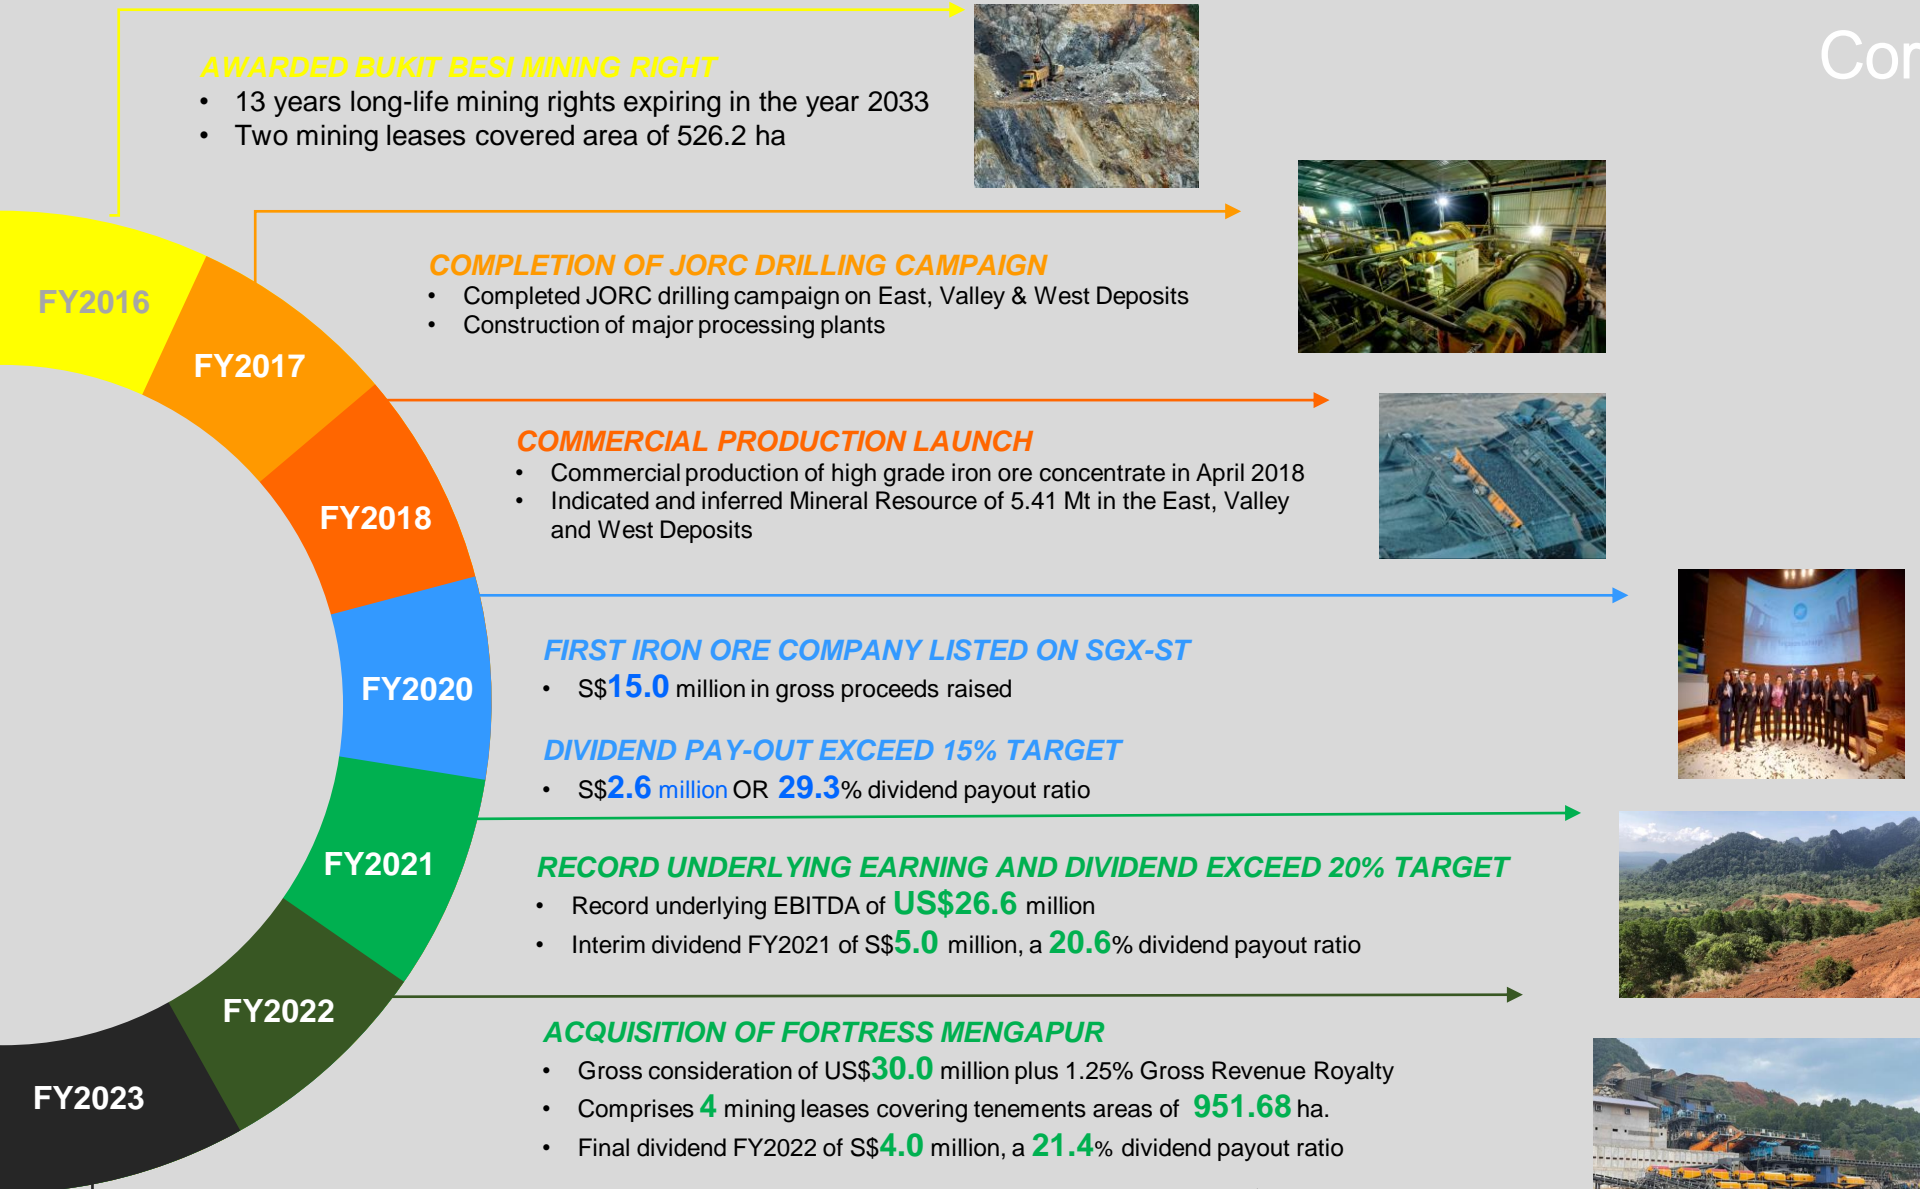 Cor
AWARDED BUKIT BESI MINING RIGHT
• 13 years long-life mining rights expiring in the year 2033
• Two mining leases covered area of 526.2 ha
FY2016
COMPLETION OF JORC DRILLING CAMPAIGN
• Completed JORC drilling campaign on East, Valley & West Deposits
• Construction of major processing plants
FY2017
COMMERCIAL PRODUCTION LAUNCH
• Commercial production of high grade iron ore concentrate in April 2018
• Indicated and inferred Mineral Resource of 5.41 Mt in the East, Valley
and West Deposits
FY2018
FIRST IRON ORE COMPANY LISTED ON SGX-ST
• S$15.0 million in gross proceeds raised
FY2020
DIVIDEND PAY-OUT EXCEED 15% TARGET
• S$2.6 million OR 29.3% dividend payout ratio
FY2021
RECORD UNDERLYING EARNING AND DIVIDEND EXCEED 20% TARGET
• Record underlying EBITDA of US$26.6 million
• Interim dividend FY2021 of S$5.0 million, a 20.6% dividend payout ratio
FY2022
ACQUISITION OF FORTRESS MENGAPUR
• Gross consideration of US$30.0 million plus 1.25% Gross Revenue Royalty
• Comprises 4 mining leases covering tenements areas of 951.68 ha.
• Final dividend FY2022 of S$4.0 million, a 21.4% dividend payout ratio
FY2023